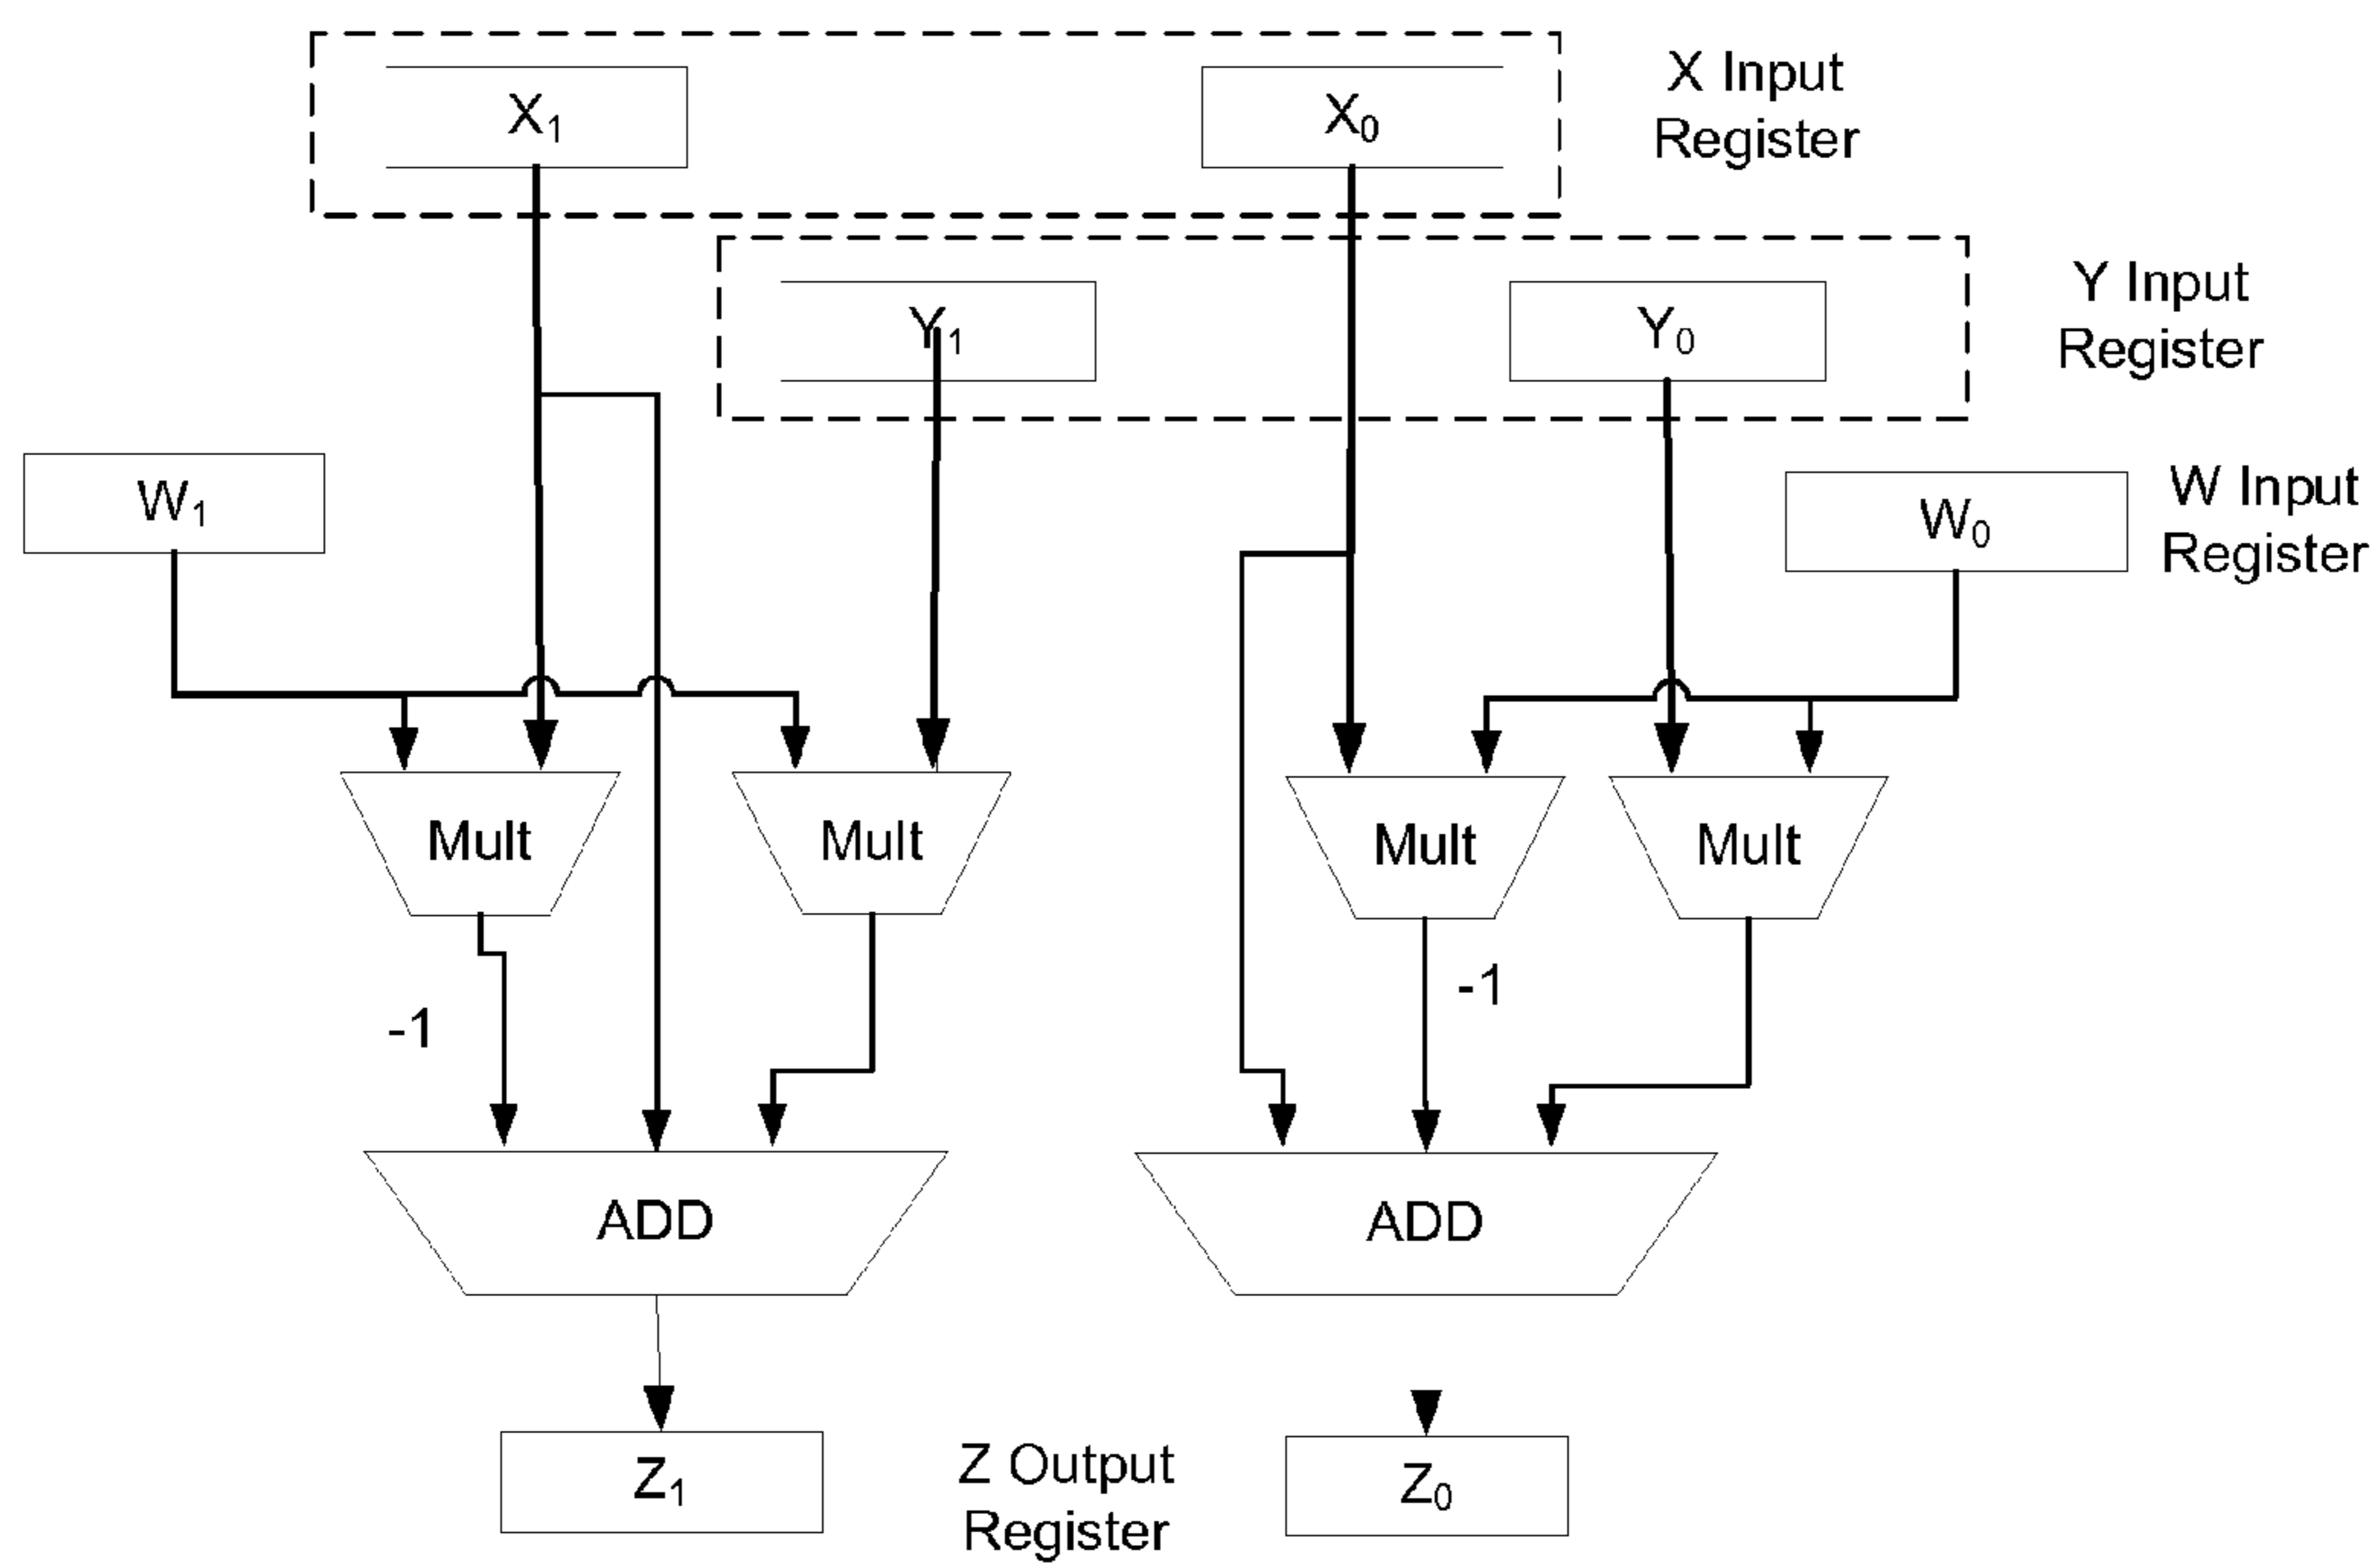 X₁
X₀
X Input
Register
Y₁
Y₀
Y Input
Register
W₁
W₀
W Input
Register
Mult
Mult
Mult
Mult
-1
-1
ADD
ADD
Z₁
Z Output
Register
Z₀